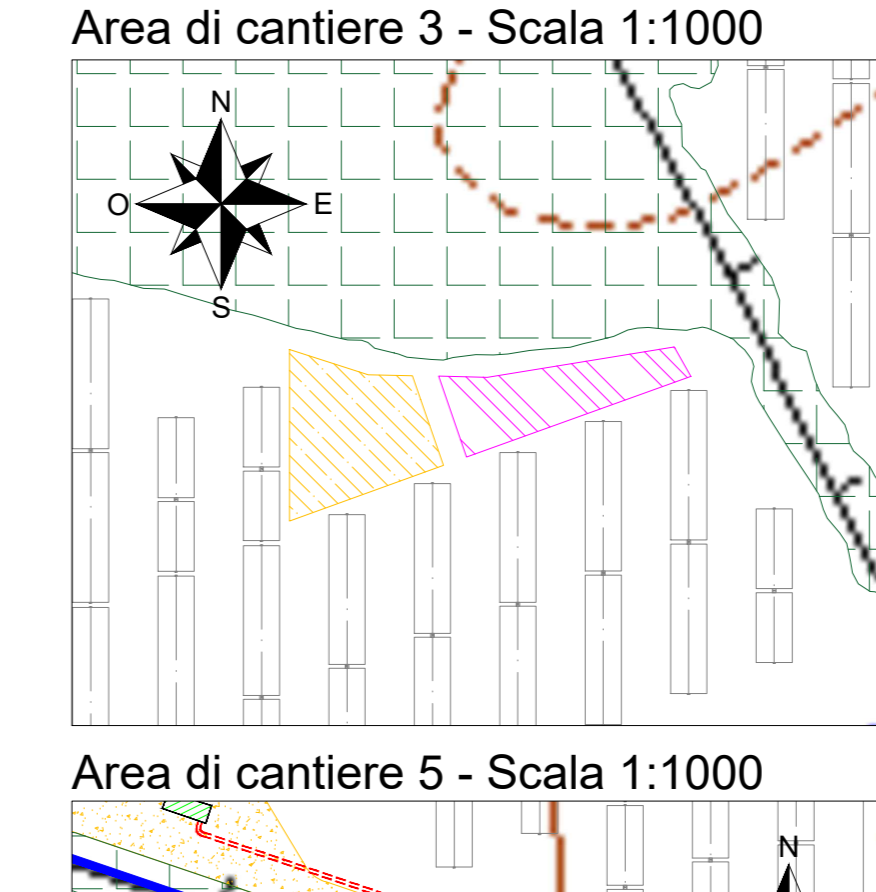 Area di cantiere 3 - Scala 1:1000
N
O
E
S
Area di cantiere 5 - Scala 1:1000
N